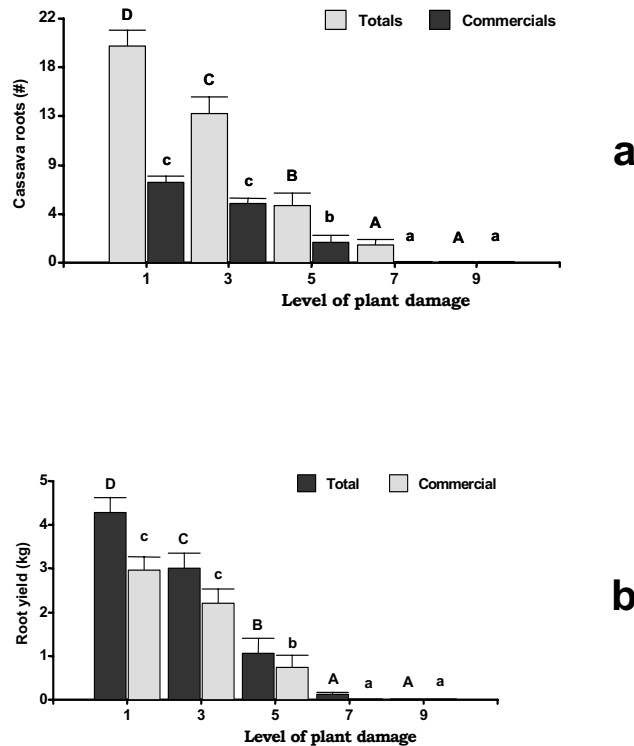 22
Totals Commercials
D
18
C
a
13
Cassava roots (#)
c
9
c
B
4
b
A
a A a
0
1 3 5 7 9
Level of plant damage
5
Total Commercial
D
4
c C
3
c
Root yield (kg)
2
b
B
b
1
A a A a
0
1 3 5 7 9
Level of plant damage